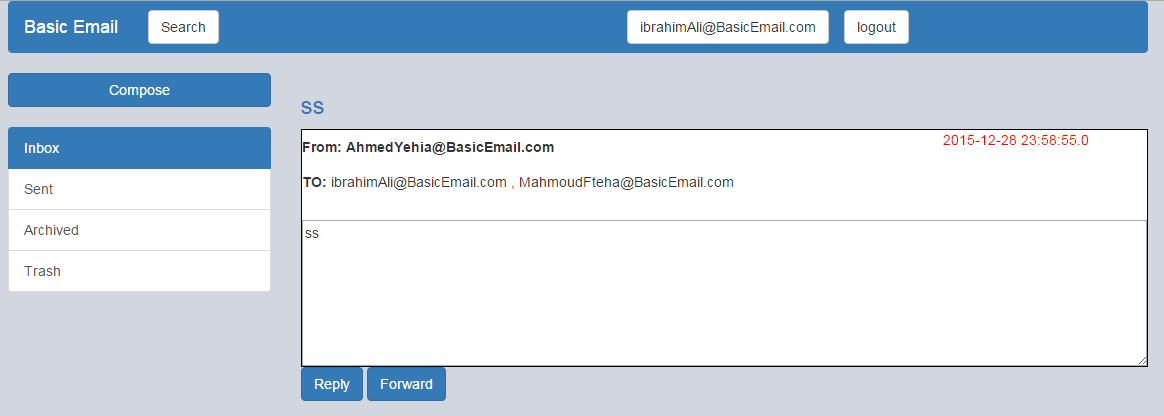 Basic Email Search ibrahimAli@BasicEmail.com logout
Compose
Inbox
Sent
Archived
Trash
SS
From: AhmedYehia@BasicEmail.com 2015-12-28 23:58:55.0
TO: ibrahimAli@BasicEmail.com , MahmoudFteha@BasicEmail.com
ss
Reply Forward